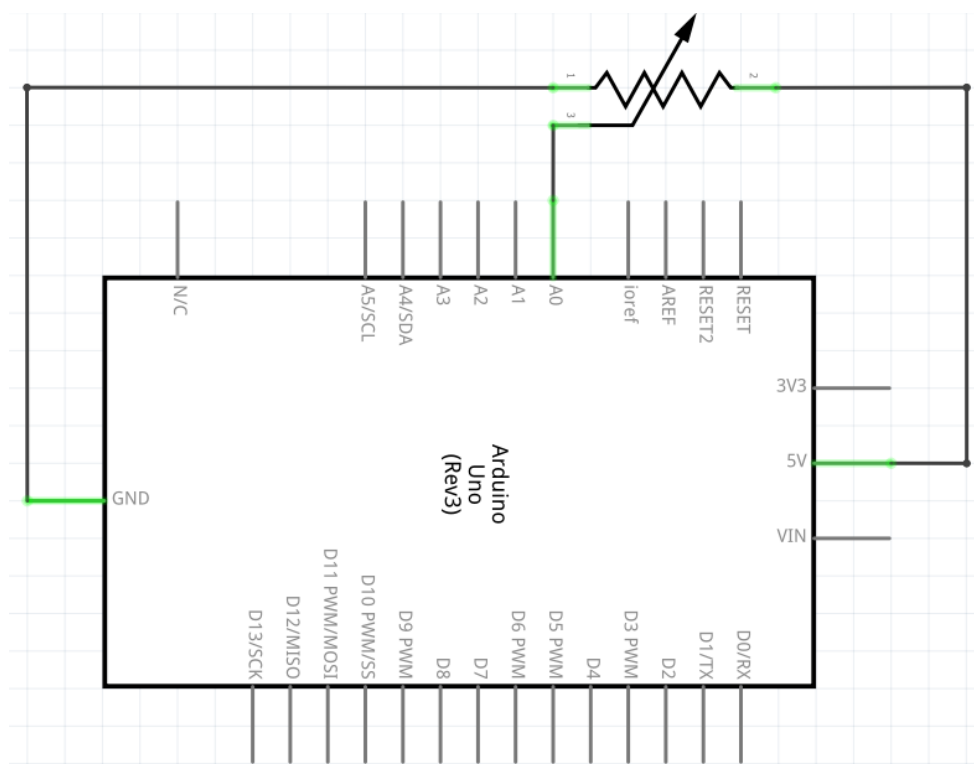 1
2
3
N/C
A5/SCL
A4/SDA
A3
A2
A1
A0
ioref
AREF
RESET2
RESET
3V3
5V
VIN
GND
Arduino
Uno
(Rev3)
D13/SCK
D12/MISO
D11 PWM/MOSI
D10 PWM/SS
D9 PWM
D8
D7
D6 PWM
D5 PWM
D4
D3 PWM
D2
D1/TX
D0/RX